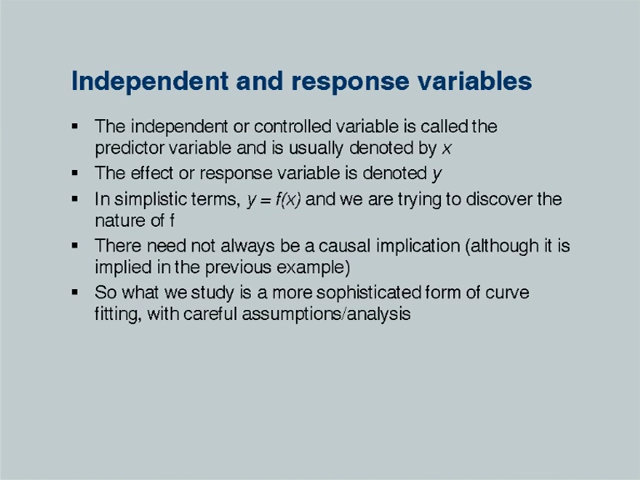 Independent and response variables
▪ The independent or controlled variable is called the
predictor variable and is usually denoted by x
▪ The effect or response variable is denoted y
▪ In simplistic terms, y = f(x) and we are trying to discover the
nature of f
▪ There need not always be a causal implication (although it is
implied in the previous example)
▪ So what we study is a more sophisticated form of curve
fitting, with careful assumptions/analysis